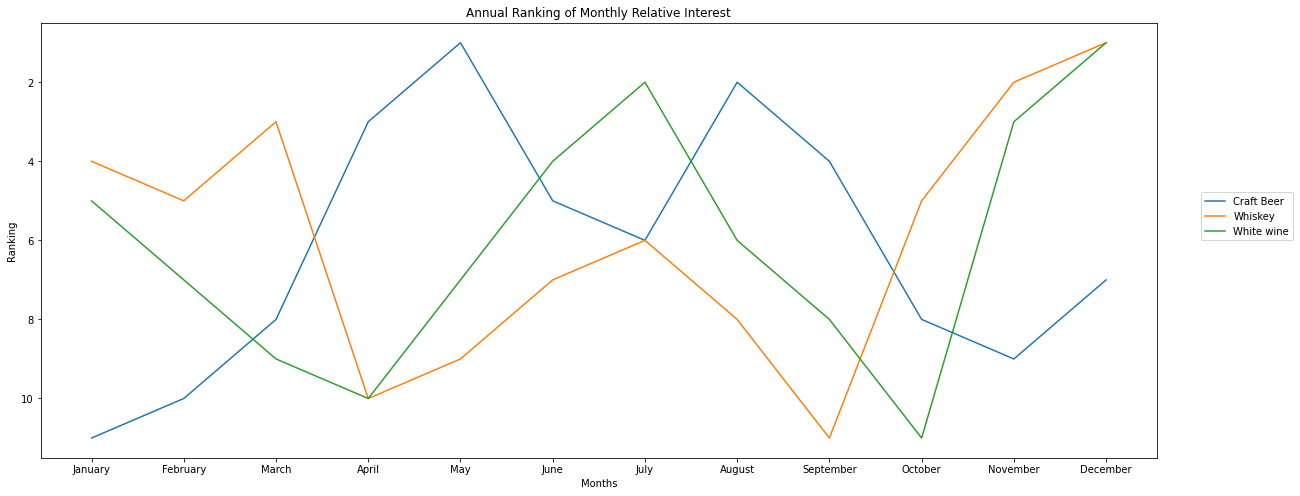 Annual Ranking of Monthly Relative Interest
Ranking
2
4
6
8
10
January February March April May June July August September October November December
Months
Craft Beer
Whiskey
White wine